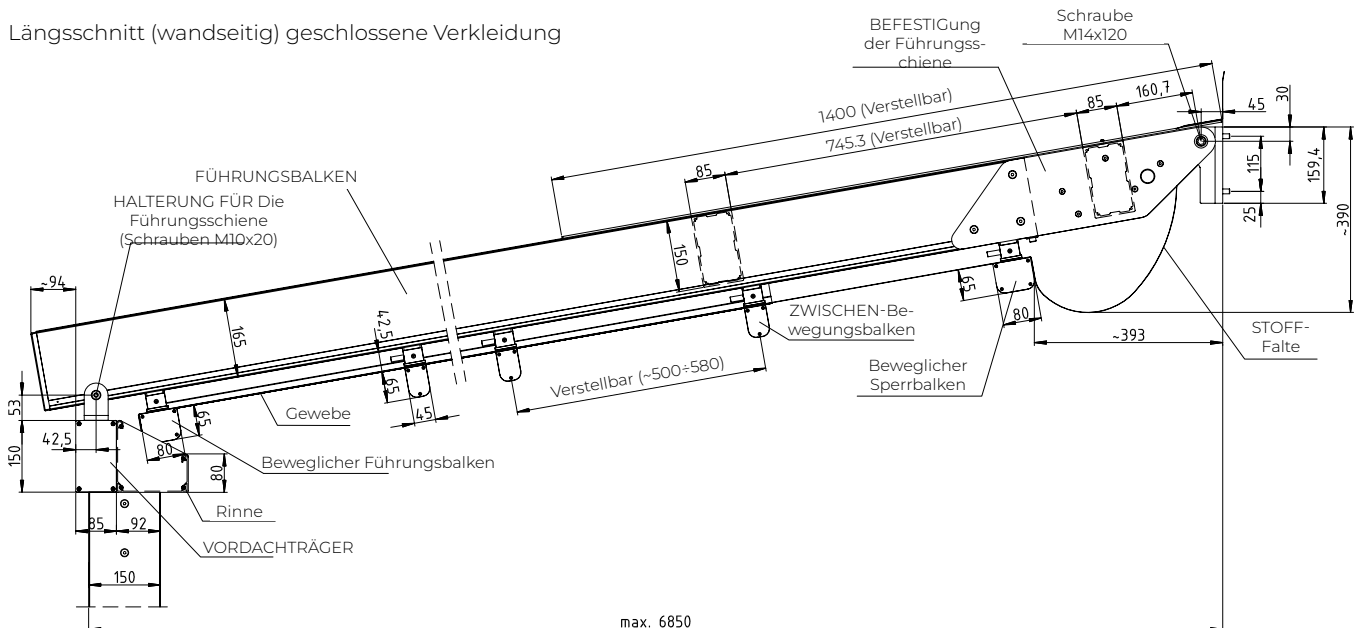 Längsschnitt (wandseitig) geschlossene Verkleidung
BEFESTIGung
der Führungss-
chiene
Schraube
M14x120
1400 (Verstellbar)
745.3 (Verstellbar)
85
85
160,7
45
30
115
159,4
25
~390
FÜHRUNGSBALKEN
HALTERUNG FÜR Die
Führungsschiene
(Schrauben M10x20)
~94
165
150
42,5
65
45
65
80
~393
ZWISCHEN-Be-
wegungsbalken
Beweglicher
Sperrbalken
STOFF-
Falte
Verstellbar (~500÷580)
Gewebe
53
42,5
150
65
80
80
Beweglicher Führungsbalken
Rinne
85
92
VORDACHTRÄGER
150
max. 6850